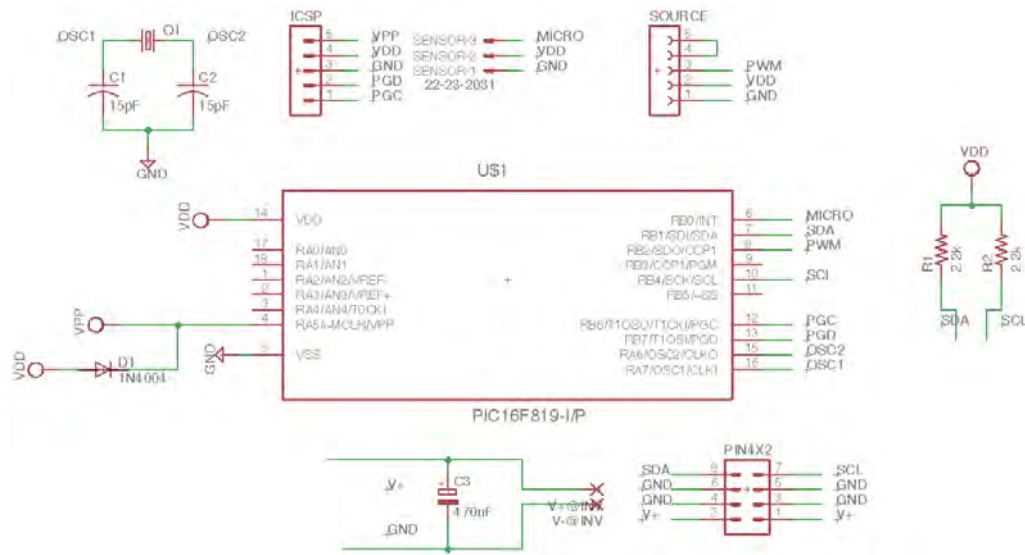 OSC1
Q1
OSC2
C1
15pF
C2
15pF
GND
ICSP
5 VPP
4 VDD
3 GND
2 PGD
1 PGC
SENSOR-3 MICRO
SENSOR-2 VDD
SENSOR-1 GND
22-23-2031
SOURCE
5
4
3 PWM
2 VDD
1 GND
U$1
VDD 14 VDD
17 RA0/AN0
18 RA1/AN1
1 RA2/AN2/VREF-
2 RA3/AN3/VREF+
3 RA4/AN4/T0CKI
VPP 4 RA5/-MCLR/VPP
GND 5 VSS
VDD
D1
1N4004
RB0/INT 6 MICRO
RB1/SDI/SDA 7 SDA
RB2/SDO/CCP1 8 PWM
RB3/CCP1/PGM 9
RB4/SCK/SCL 10 SCL
RB5/-SS 11
RB6/T1OSO/T1CKI/PGC 12 PGC
RB7/T1OSI/PGD 13 PGD
RA6/OSC2/CLKO 15 OSC2
RA7/OSC1/CLKI 16 OSC1
PIC16F819-I/P
VDD
R1
2.2k
R2
2.2k
SDA
SCL
V+
C3
470nF
GND
V+@INV
V-@INV
PIN4X2
SDA 8 7 SCL
GND 6 5 GND
GND 4 3 GND
V+ 2 1 V+